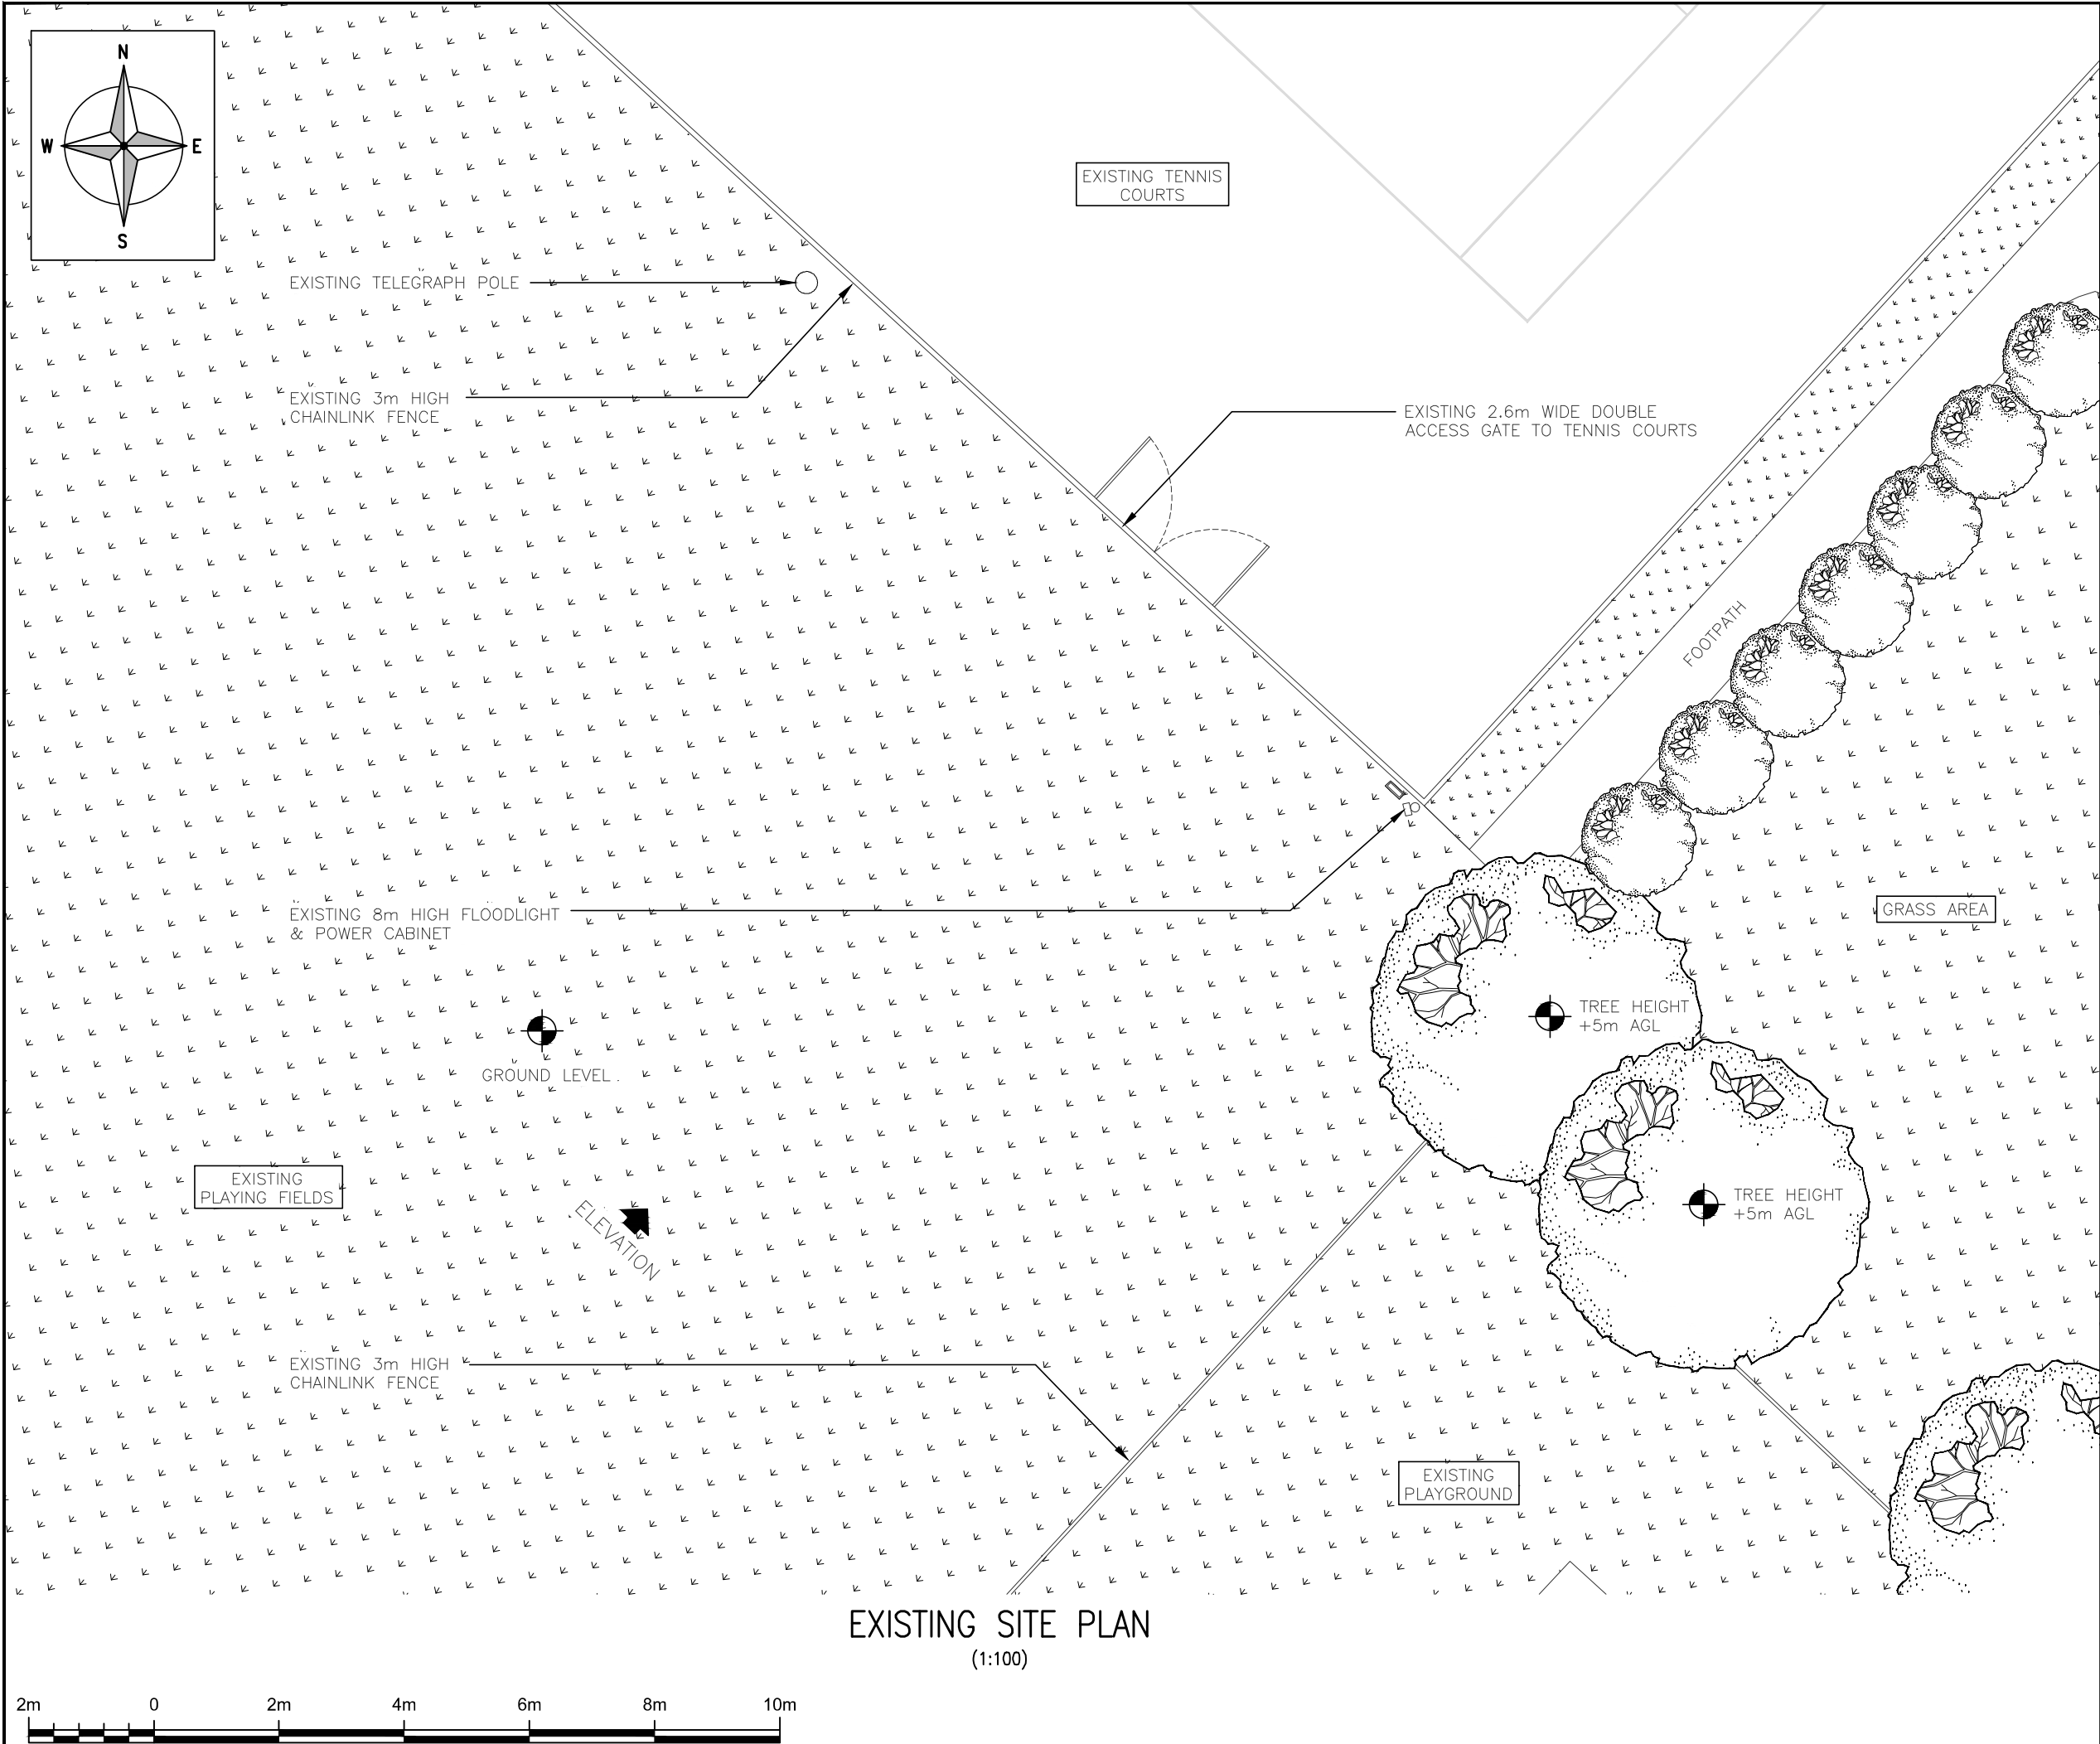 N
W E
S
EXISTING TENNIS
COURTS
EXISTING TELEGRAPH POLE
EXISTING 3m HIGH
CHAINLINK FENCE
EXISTING 2.6m WIDE DOUBLE
ACCESS GATE TO TENNIS COURTS
FOOTPATH
EXISTING 8m HIGH FLOODLIGHT
& POWER CABINET
GRASS AREA
TREE HEIGHT
+5m AGL
GROUND LEVEL
EXISTING
PLAYING FIELDS
ELEVATION
TREE HEIGHT
+5m AGL
EXISTING 3m HIGH
CHAINLINK FENCE
EXISTING
PLAYGROUND
EXISTING SITE PLAN
(1:100)
2m 0 2m 4m 6m 8m 10m